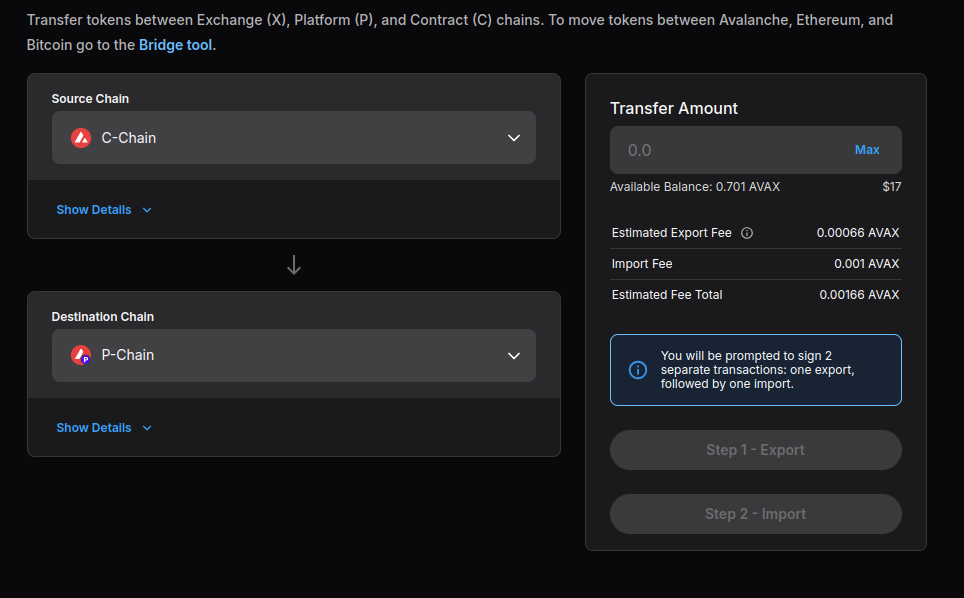 Transfer tokens between Exchange (X), Platform (P), and Contract (C) chains. To move tokens between Avalanche, Ethereum, and
Bitcoin go to the Bridge tool.
Source Chain
C-Chain
Show Details
Destination Chain
P
P-Chain
Show Details
Transfer Amount
0.0 Max
Available Balance: 0.701 AVAX $17
Estimated Export Fee 0.00066 AVAX
Import Fee 0.001 AVAX
Estimated Fee Total 0.00166 AVAX
You will be prompted to sign 2
separate transactions: one export,
followed by one import.
Step 1 - Export
Step 2 - Import